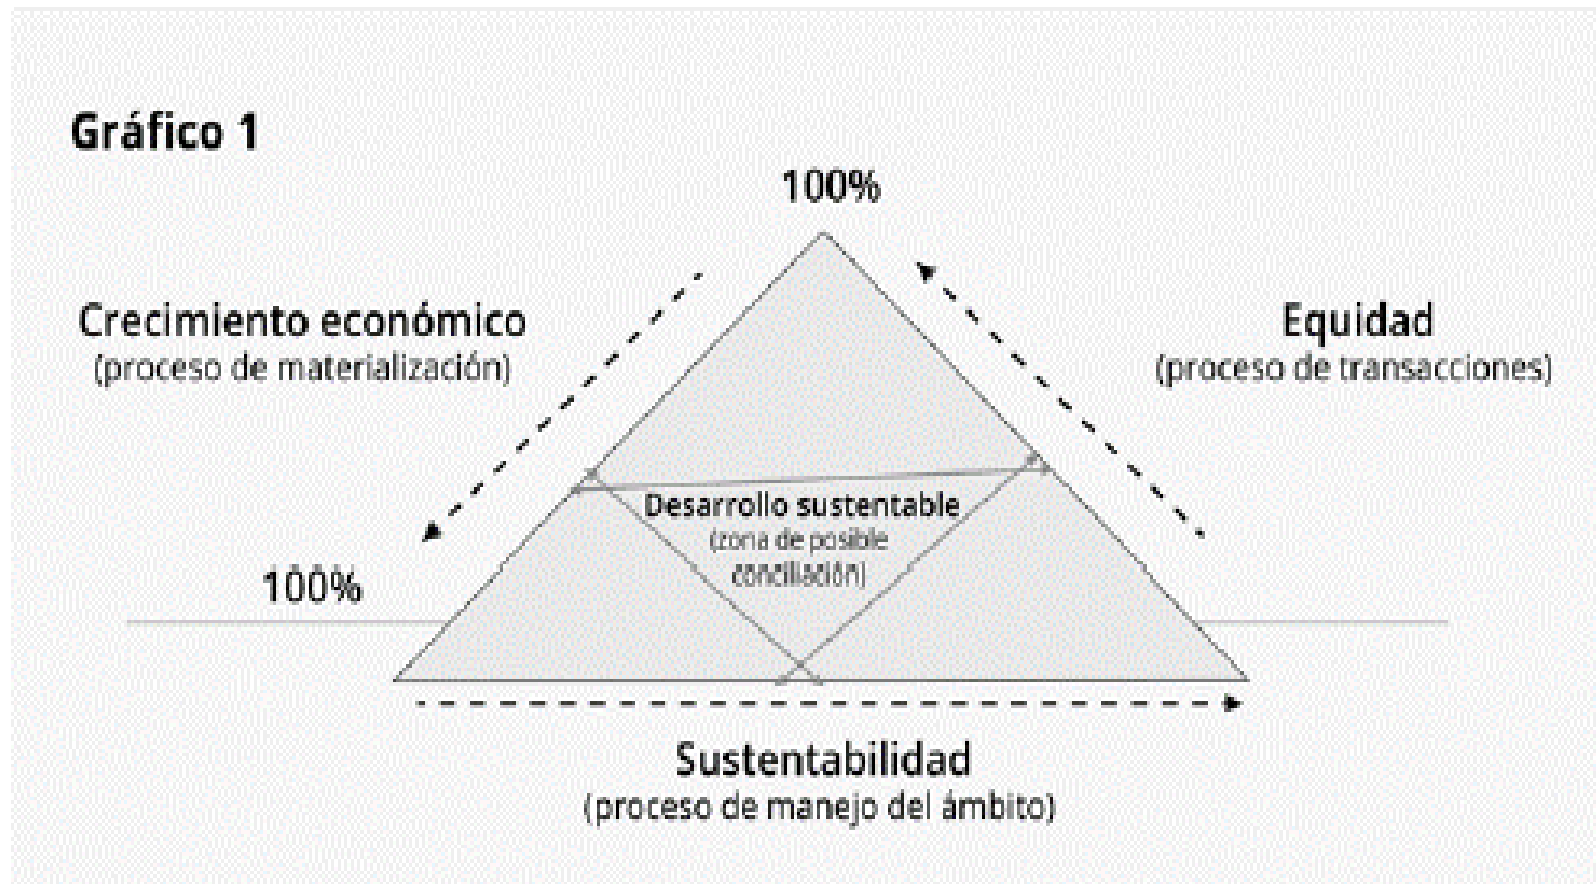 Gráfico 1
100%
Crecimiento económico
(proceso de materialización)
Equidad
(proceso de transacciones)
Desarrollo sustentable
(zona de posible
conciliación)
100%
Sustentabilidad
(proceso de manejo del ámbito)